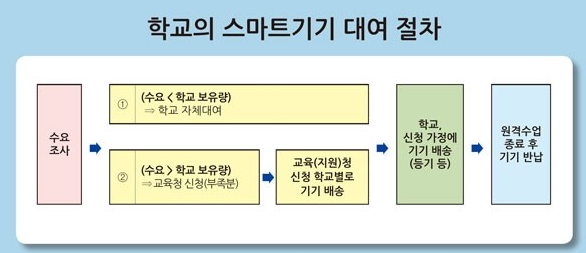 학교의 스마트기기 대여 절차
수요
조사
①
(수요 < 학교 보유량)
⇒ 학교 자체대여
②
(수요 > 학교 보유량)
⇒교육청 신청(부족분)
교육(지원)청
신청 학교별로
기기 배송
학교,
신청 가정에
기기 배송
(등기 등)
원격수업
종료 후
기기 반납